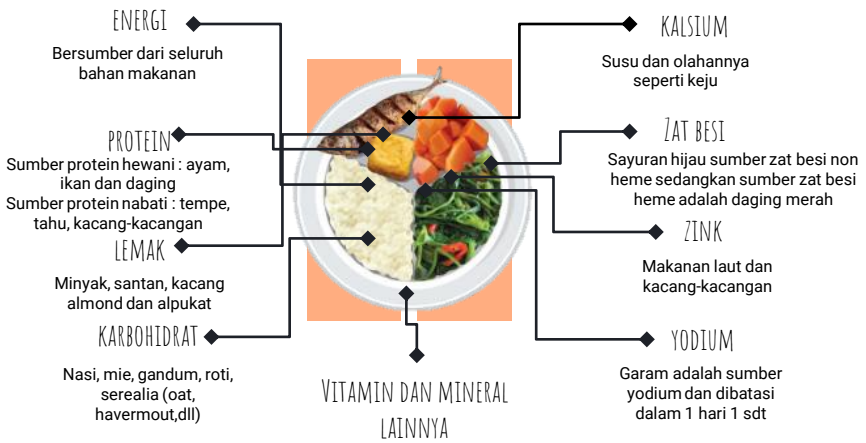 ENERGI
Bersumber dari seluruh
bahan makanan
PROTEIN
Sumber protein hewani : ayam,
ikan dan daging
Sumber protein nabati : tempe,
tahu, kacang-kacangan
LEMAK
Minyak, santan, kacang
almond dan alpukat
KARBOHIDRAT
Nasi, mie, gandum, roti,
serealia (oat,
havermout,dll)
VITAMIN DAN MINERAL
LAINNYA
KALSIUM
Susu dan olahannya
seperti keju
ZAT BESI
Sayuran hijau sumber zat besi non
heme sedangkan sumber zat besi
heme adalah daging merah
ZINK
Makanan laut dan
kacang-kacangan
YODIUM
Garam adalah sumber
yodium dan dibatasi
dalam 1 hari 1 sdt